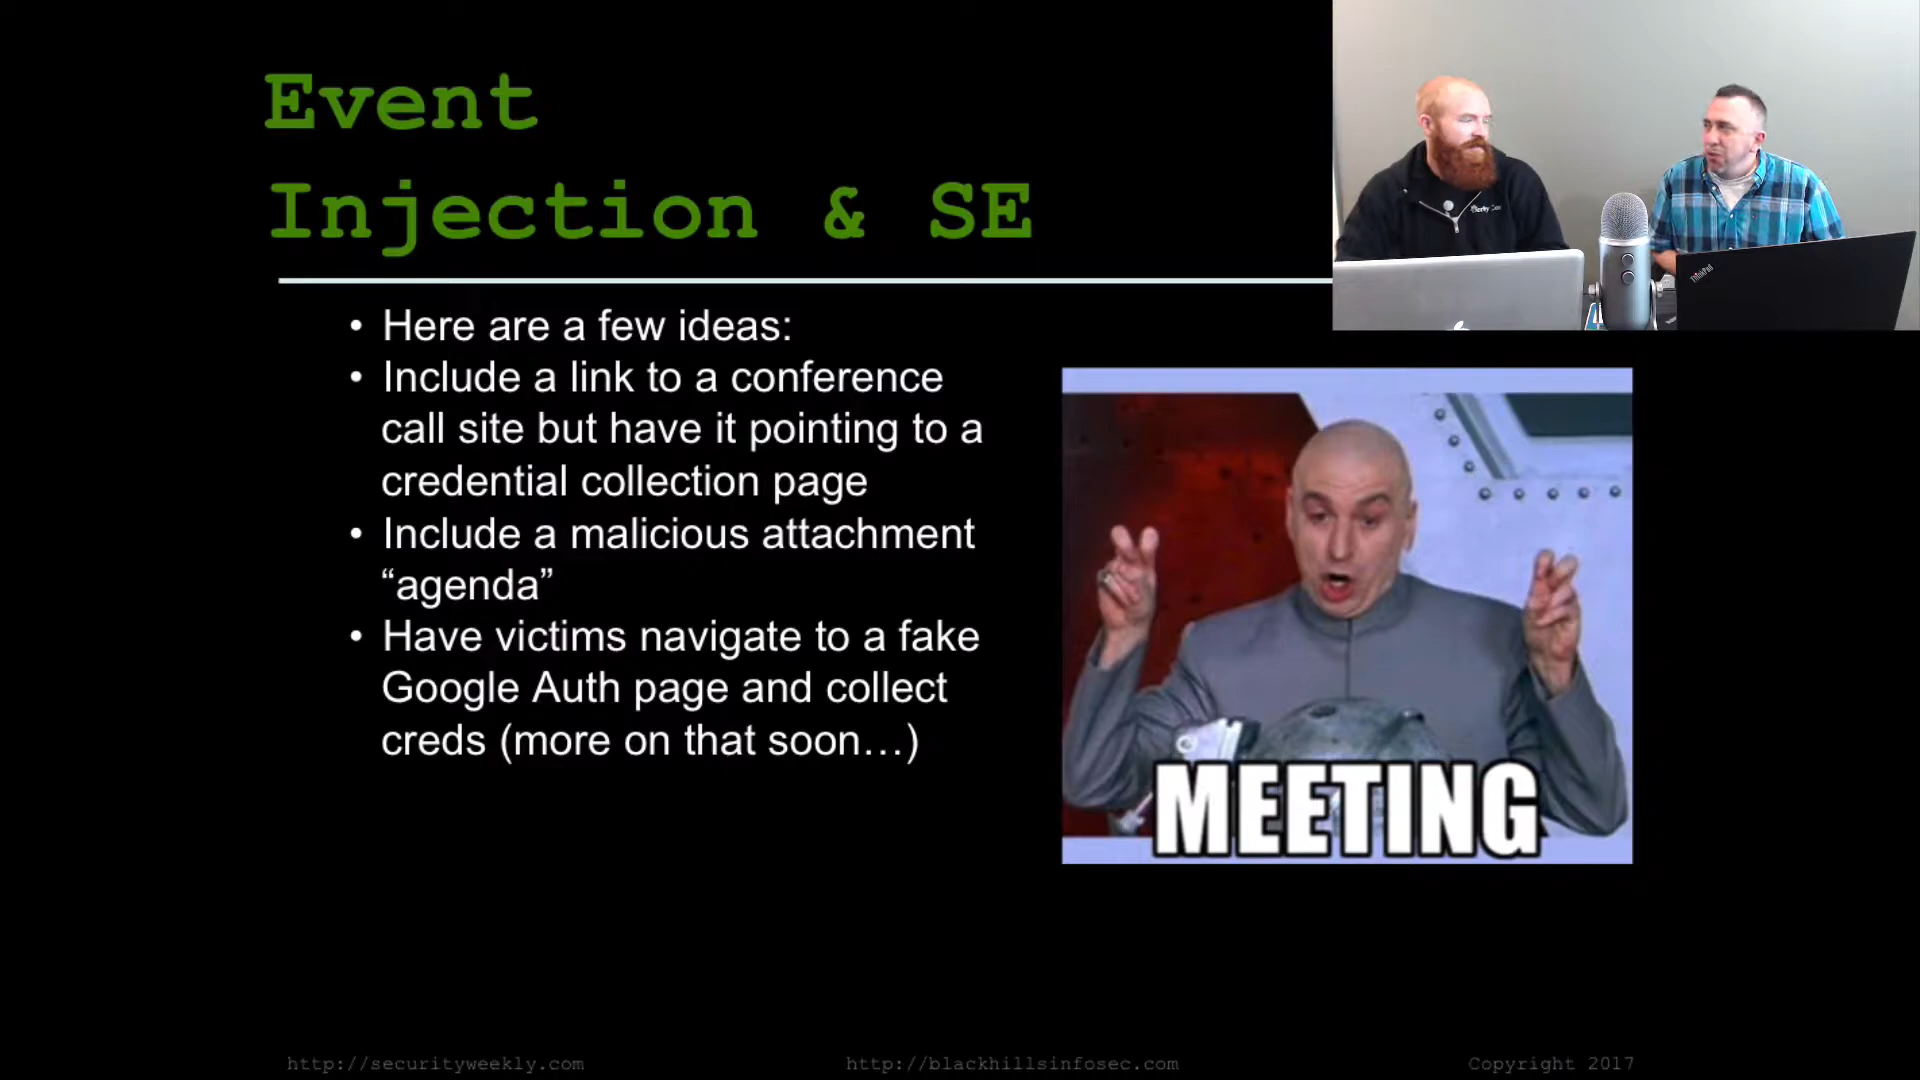 Event
Injection & SE
• Here are a few ideas:
• Include a link to a conference
call site but have it pointing to a
credential collection page
• Include a malicious attachment
“agenda”
• Have victims navigate to a fake
Google Auth page and collect
creds (more on that soon…)
MEETING
ThinkPad
http://securityweekly.com
http://blackhillsinfosec.com
Copyright 2017